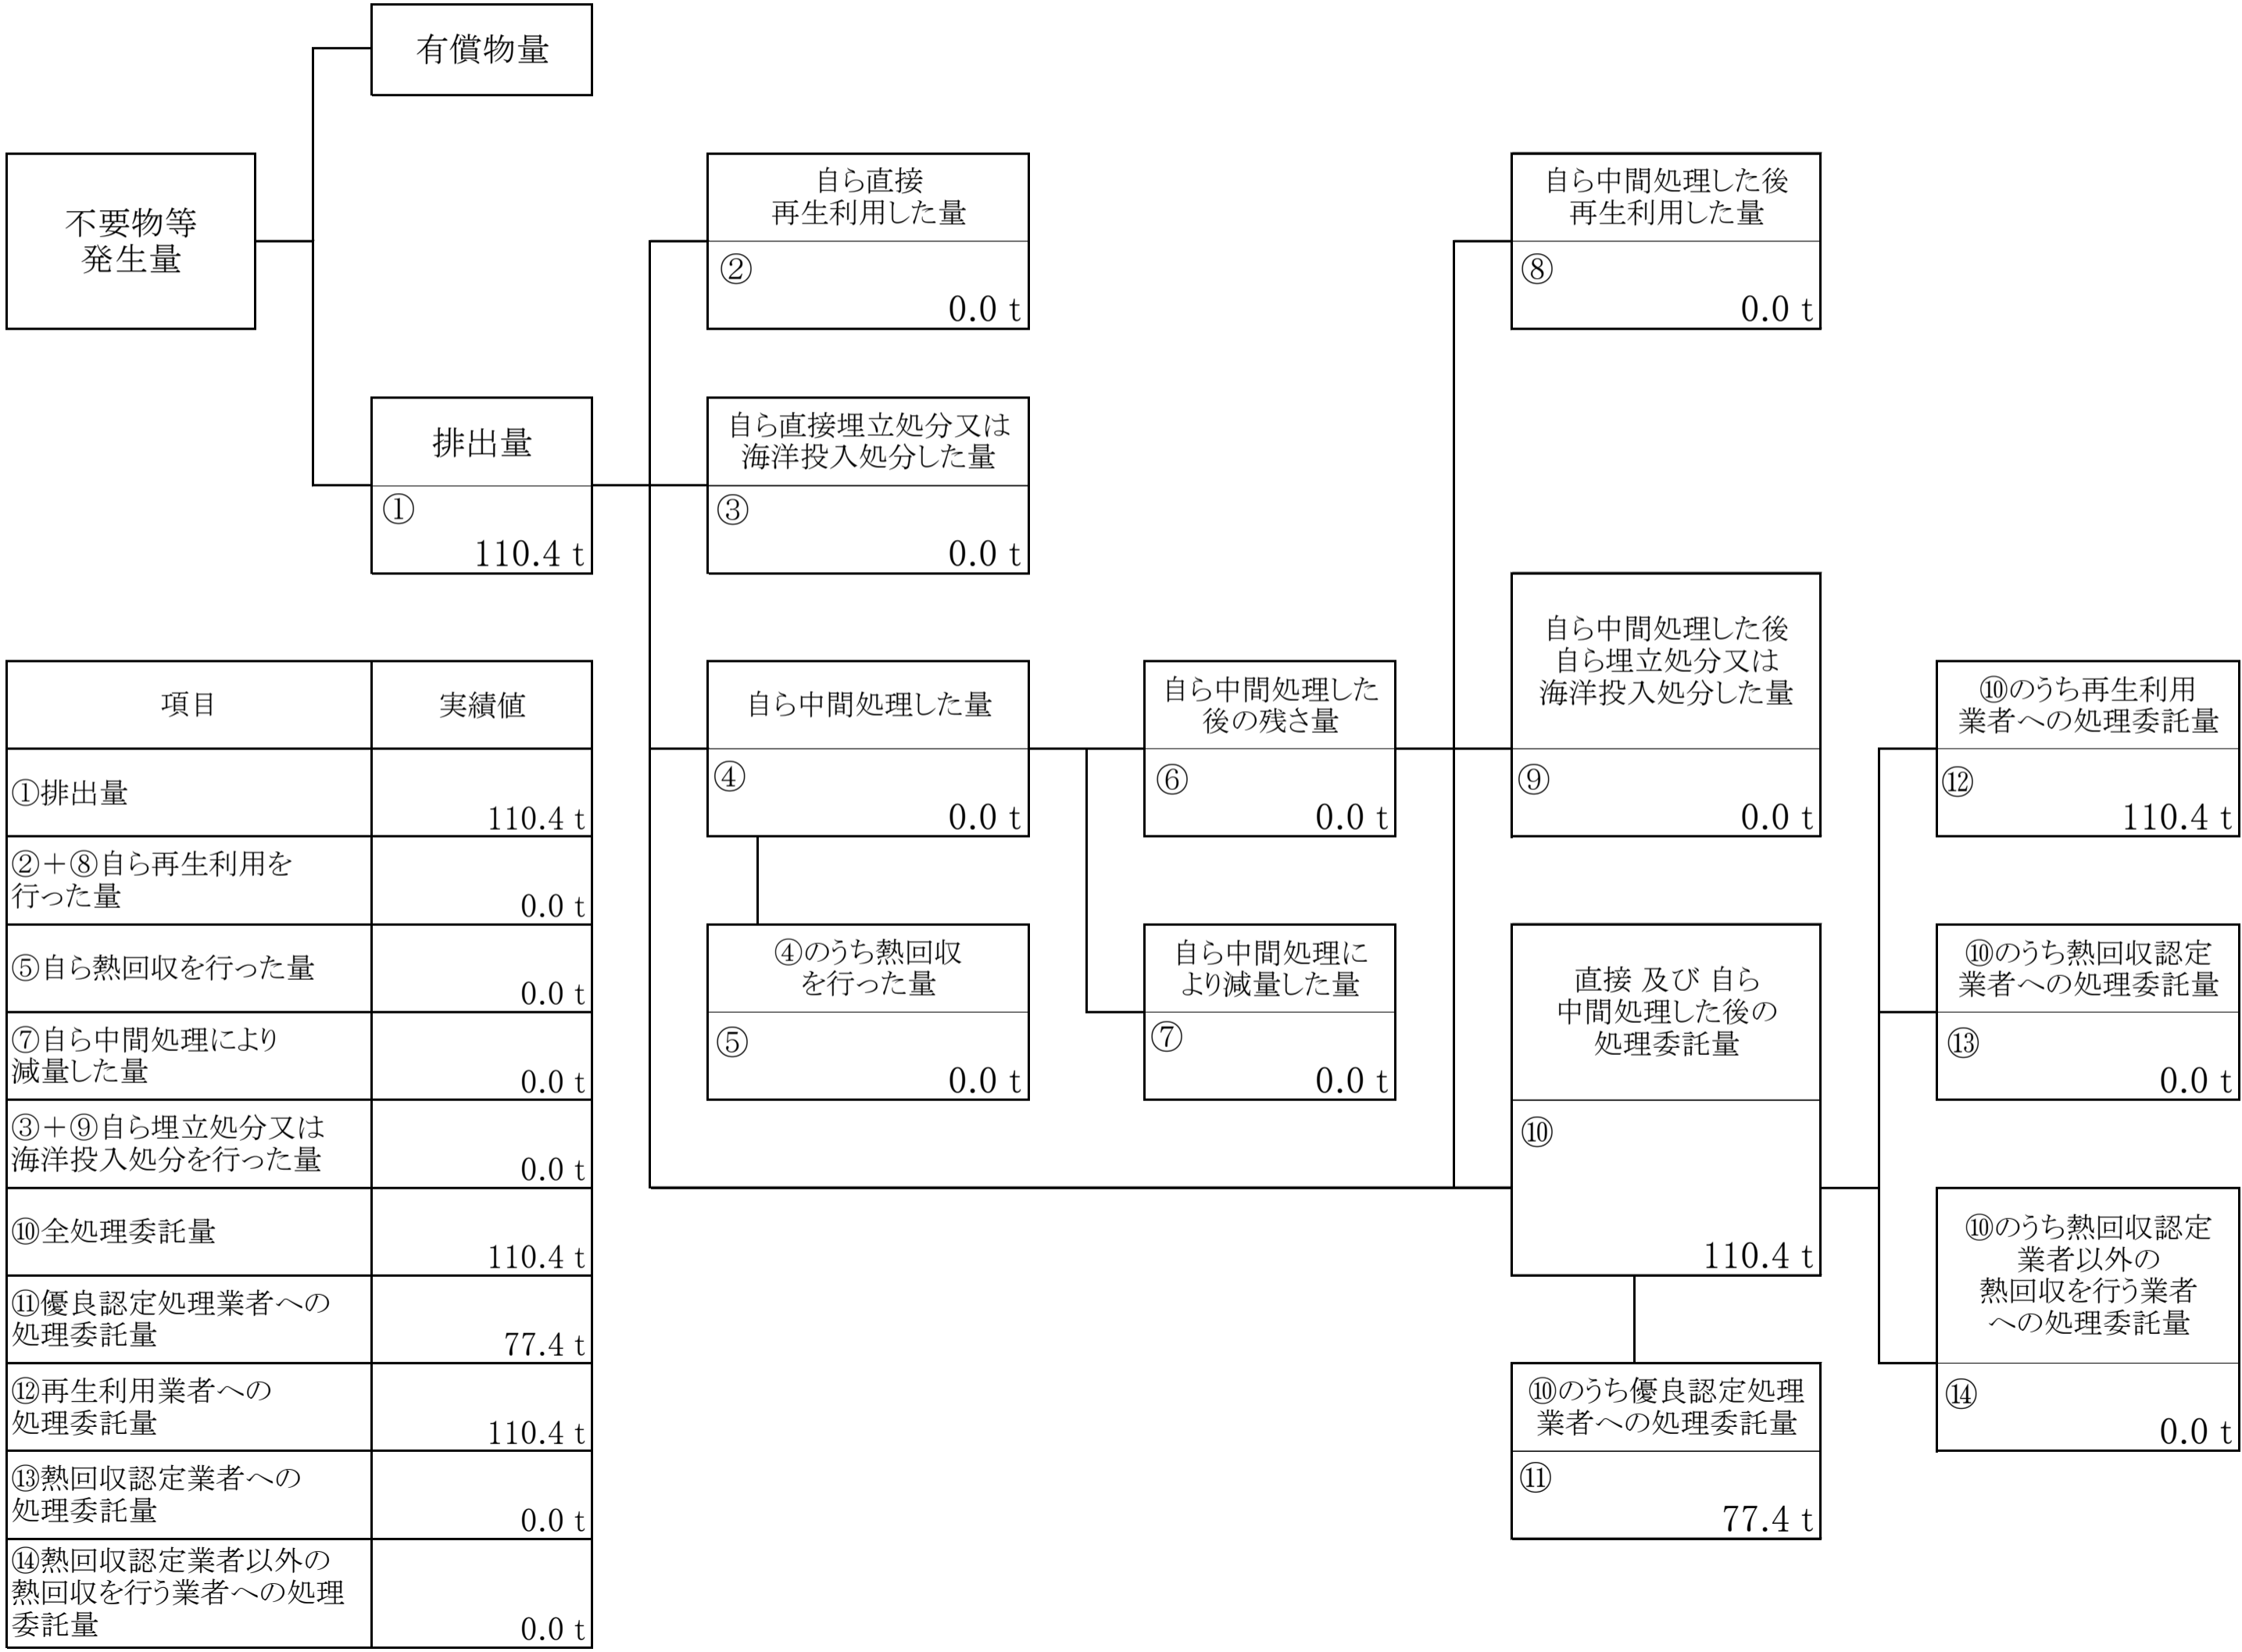 有償物量
不要物等
発生量
自ら直接
再生利用した量
②
0.0 t
自ら中間処理した後
再生利用した量
⑧
0.0 t
排出量
①
110.4 t
自ら直接埋立処分又は
海洋投入処分した量
③
0.0 t
自ら中間処理した量
④
0.0 t
自ら中間処理した
後の残さ量
⑥
0.0 t
自ら中間処理した後
自ら埋立処分又は
海洋投入処分した量
⑨
0.0 t
⑩のうち再生利用
業者への処理委託量
⑫
110.4 t
④のうち熱回収
を行った量
⑤
0.0 t
自ら中間処理に
より減量した量
⑦
0.0 t
直接 及び 自ら
中間処理した後の
処理委託量
⑩
110.4 t
⑩のうち熱回収認定
業者への処理委託量
⑬
0.0 t
⑩のうち熱回収認定
業者以外の
熱回収を行う業者
への処理委託量
⑭
0.0 t
⑩のうち優良認定処理
業者への処理委託量
⑪
77.4 t
項目
実績値
①排出量
110.4 t
②+⑧自ら再生利用を
行った量
0.0 t
⑤自ら熱回収を行った量
0.0 t
⑦自ら中間処理により
減量した量
0.0 t
③+⑨自ら埋立処分又は
海洋投入処分を行った量
0.0 t
⑩全処理委託量
110.4 t
⑪優良認定処理業者への
処理委託量
77.4 t
⑫再生利用業者への
処理委託量
110.4 t
⑬熱回収認定業者への
処理委託量
0.0 t
⑭熱回収認定業者以外の
熱回収を行う業者への処理
委託量
0.0 t